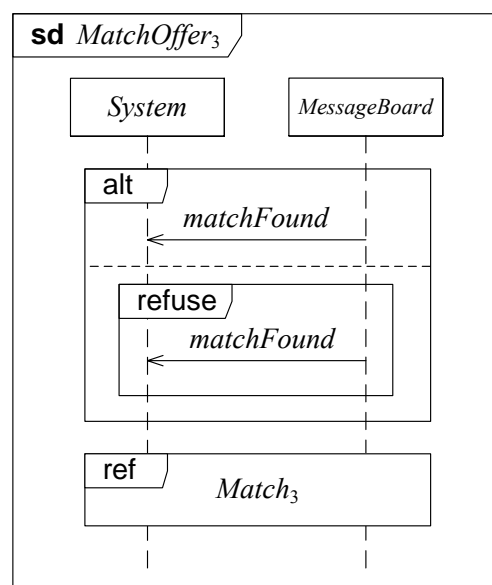 sd MatchOffer₃
System MessageBoard
alt
matchFound
refuse
matchFound
ref
Match₃